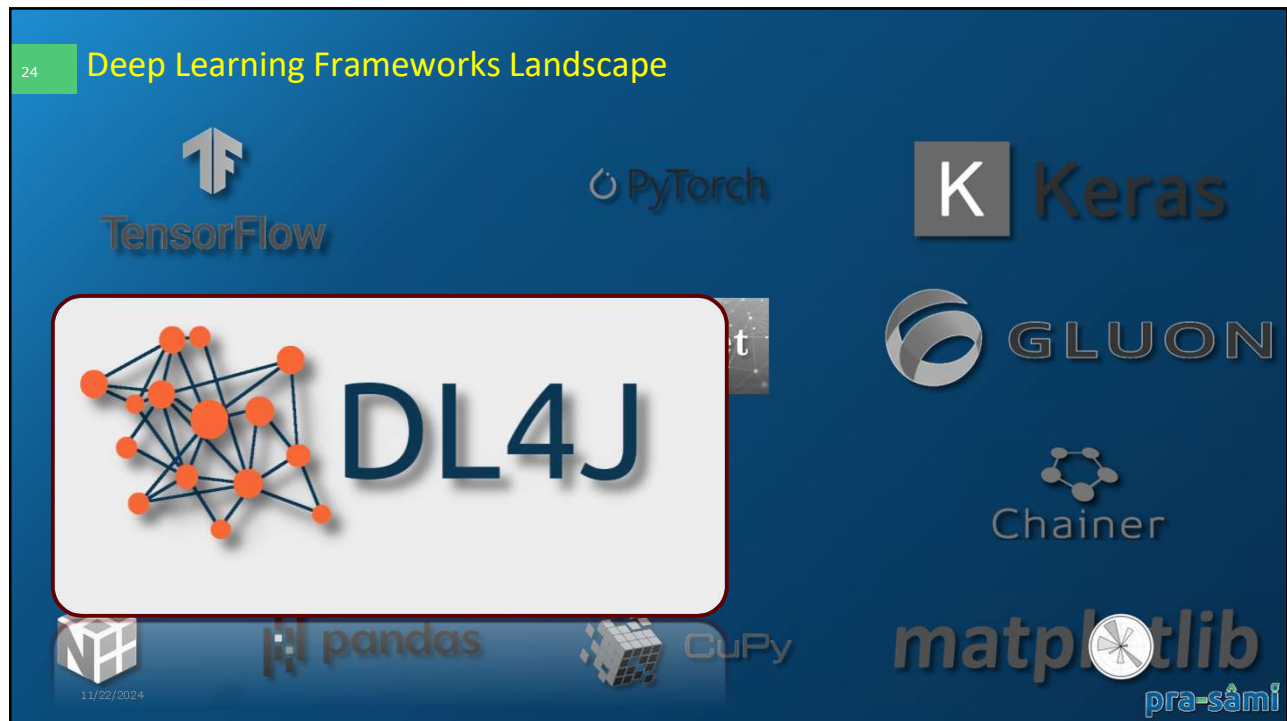 24
Deep Learning Frameworks Landscape
TensorFlow
PyTorch
K Keras
DL4J
GLUON
Chainer
pandas
CuPy
matplotlib
11/22/2024
pra-sâmi